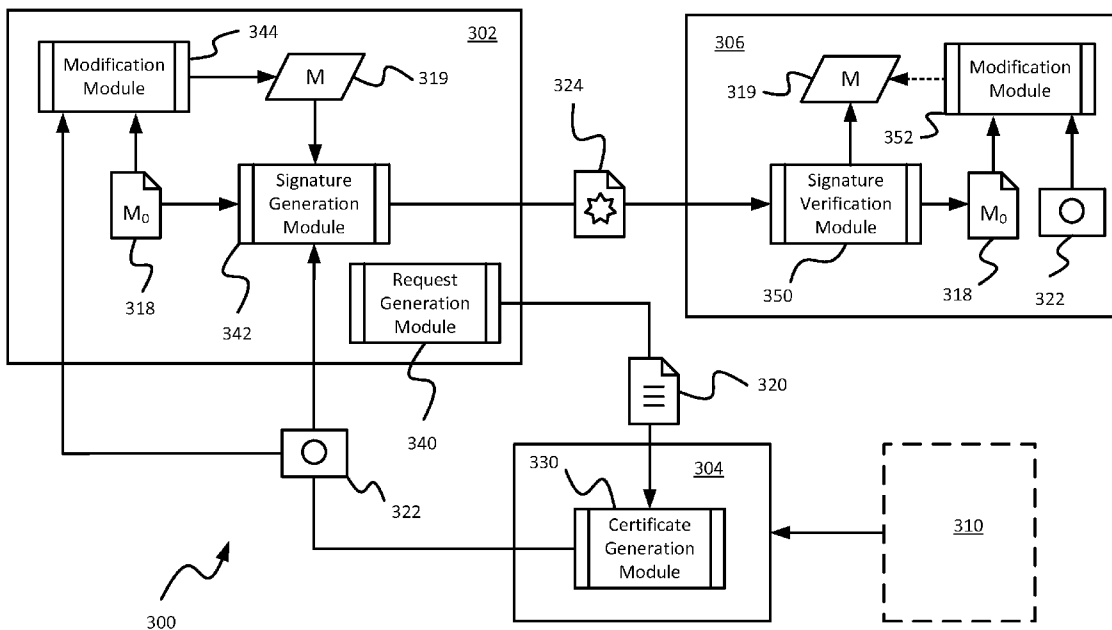 302
344
Modification
Module
M
319
M₀
318
Signature
Generation
Module
342
Request
Generation
Module
340
324
306
319
M
Modification
Module
352
Signature
Verification
Module
350
M₀
318
322
320
322
330
304
Certificate
Generation
Module
310
300